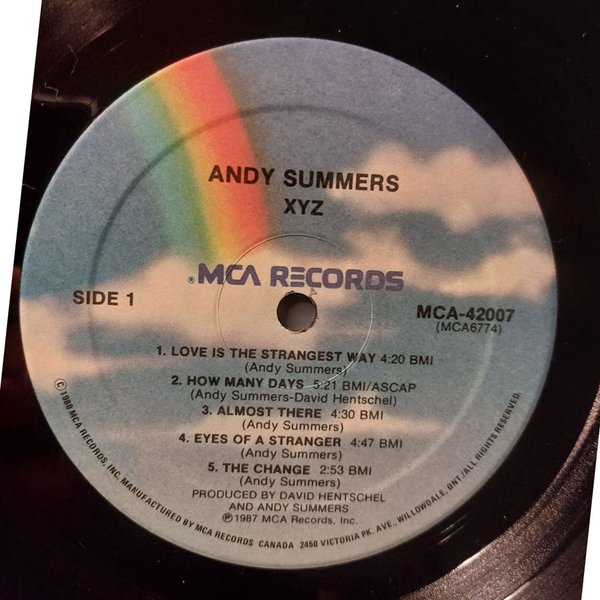 ANDY SUMMERS
XYZ
® MCA RECORDS
SIDE 1
MCA-42007
(MCA6774)
1. LOVE IS THE STRANGEST WAY 4:20 BMI
(Andy Summers)
2. HOW MANY DAYS 5:21 BMI/ASCAP
(Andy Summers-David Hentschel)
3. ALMOST THERE 4:30 BMI
(Andy Summers)
4. EYES OF A STRANGER 4:47 BMI
(Andy Summers)
5. THE CHANGE 2:53 BMI
(Andy Summers)
PRODUCED BY DAVID HENTSCHEL
AND ANDY SUMMERS
℗1987 MCA Records, Inc.
©1980 MCA RECORDS, INC. MANUFACTURED BY MCA RECORDS CANADA 2450 VICTORIA PK. AVE., WILLOWDALE, ONT./ALL RIGHTS RESERVED.